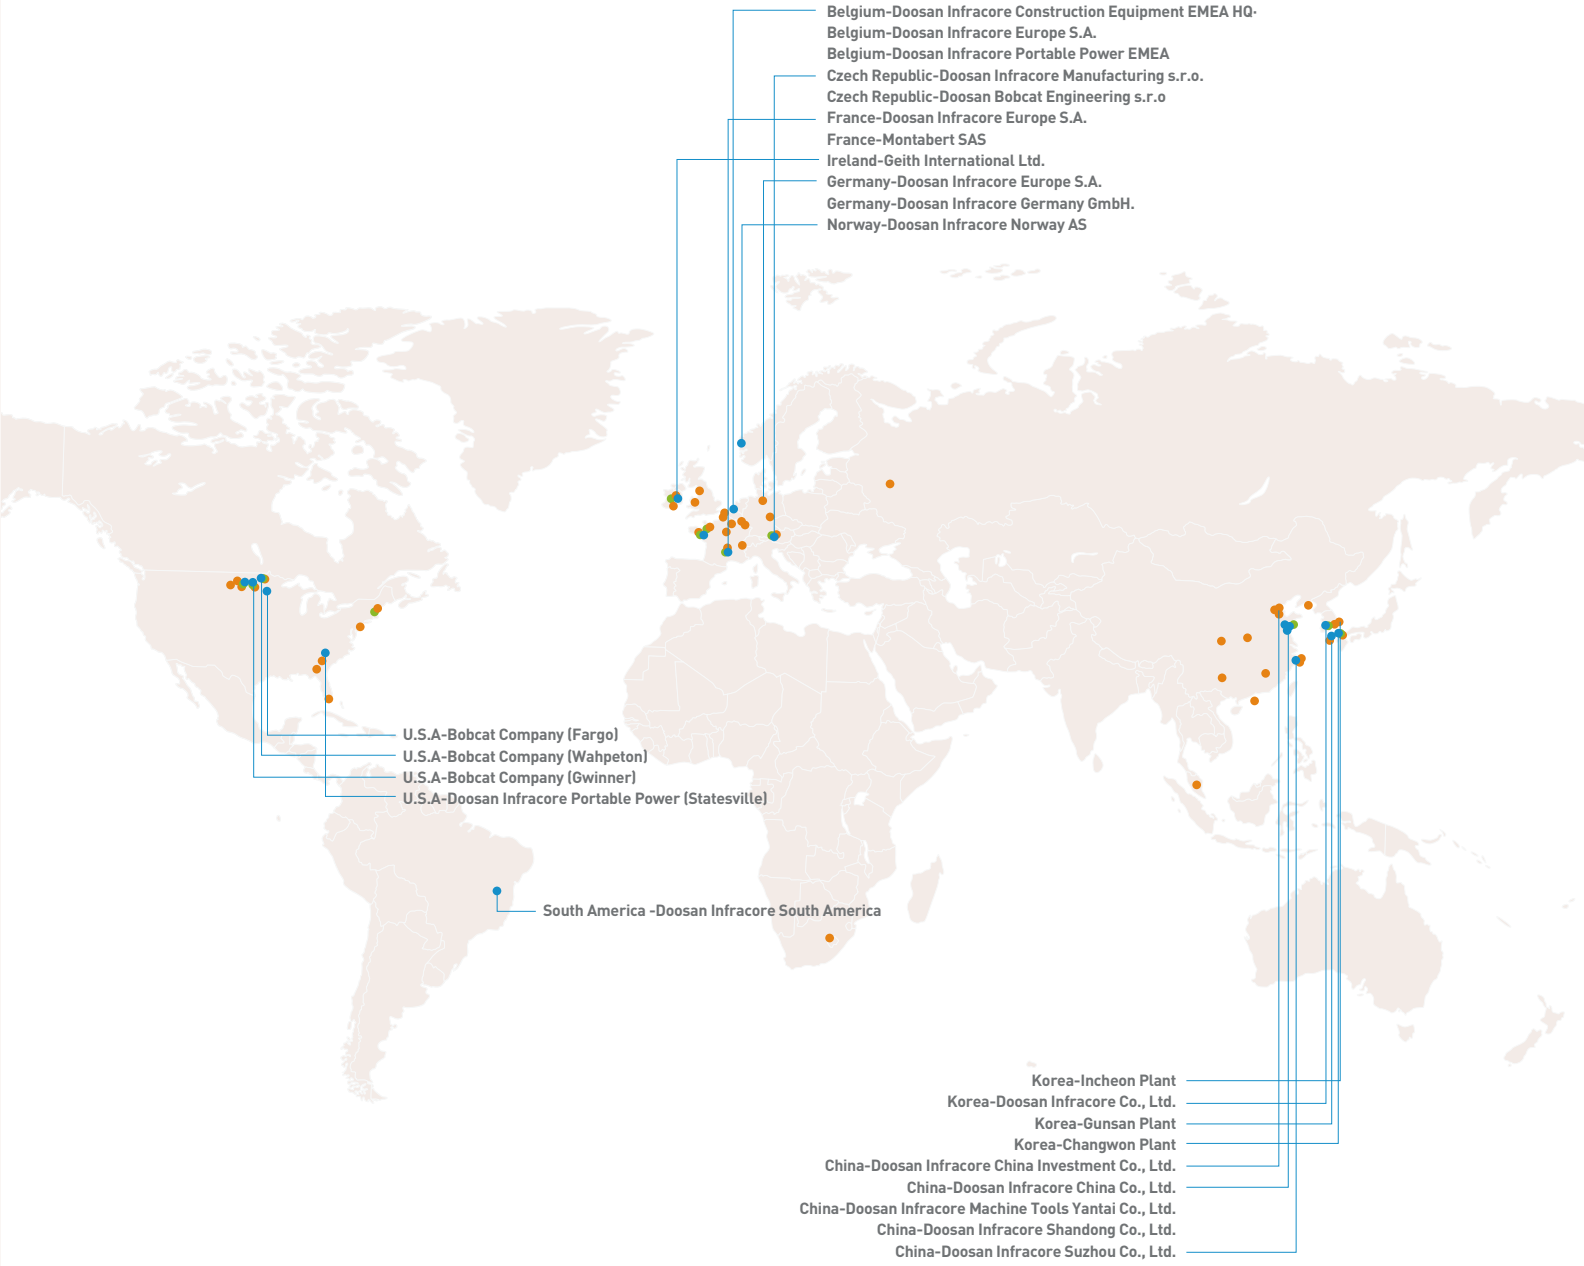 Belgium-Doosan Infracore Construction Equipment EMEA HQ·
Belgium-Doosan Infracore Europe S.A.
Belgium-Doosan Infracore Portable Power EMEA
Czech Republic-Doosan Infracore Manufacturing s.r.o.
Czech Republic-Doosan Bobcat Engineering s.r.o
France-Doosan Infracore Europe S.A.
France-Montabert SAS
Ireland-Geith International Ltd.
Germany-Doosan Infracore Europe S.A.
Germany-Doosan Infracore Germany GmbH.
Norway-Doosan Infracore Norway AS
U.S.A-Bobcat Company (Fargo)
U.S.A-Bobcat Company (Wahpeton)
U.S.A-Bobcat Company (Gwinner)
U.S.A-Doosan Infracore Portable Power (Statesville)
South America -Doosan Infracore South America
Korea-Incheon Plant
Korea-Doosan Infracore Co., Ltd.
Korea-Gunsan Plant
Korea-Changwon Plant
China-Doosan Infracore China Investment Co., Ltd.
China-Doosan Infracore China Co., Ltd.
China-Doosan Infracore Machine Tools Yantai Co., Ltd.
China-Doosan Infracore Shandong Co., Ltd.
China-Doosan Infracore Suzhou Co., Ltd.